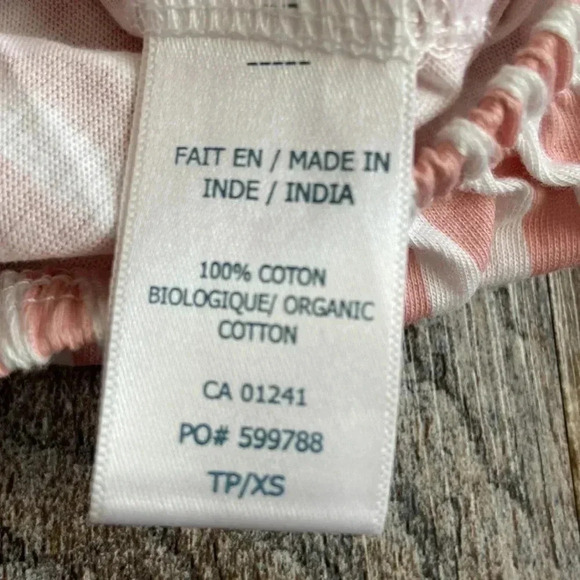 FAIT EN / MADE IN
INDE / INDIA
100% COTON
BIOLOGIQUE/ ORGANIC
COTTON
CA 01241
PO# 599788
TP/XS